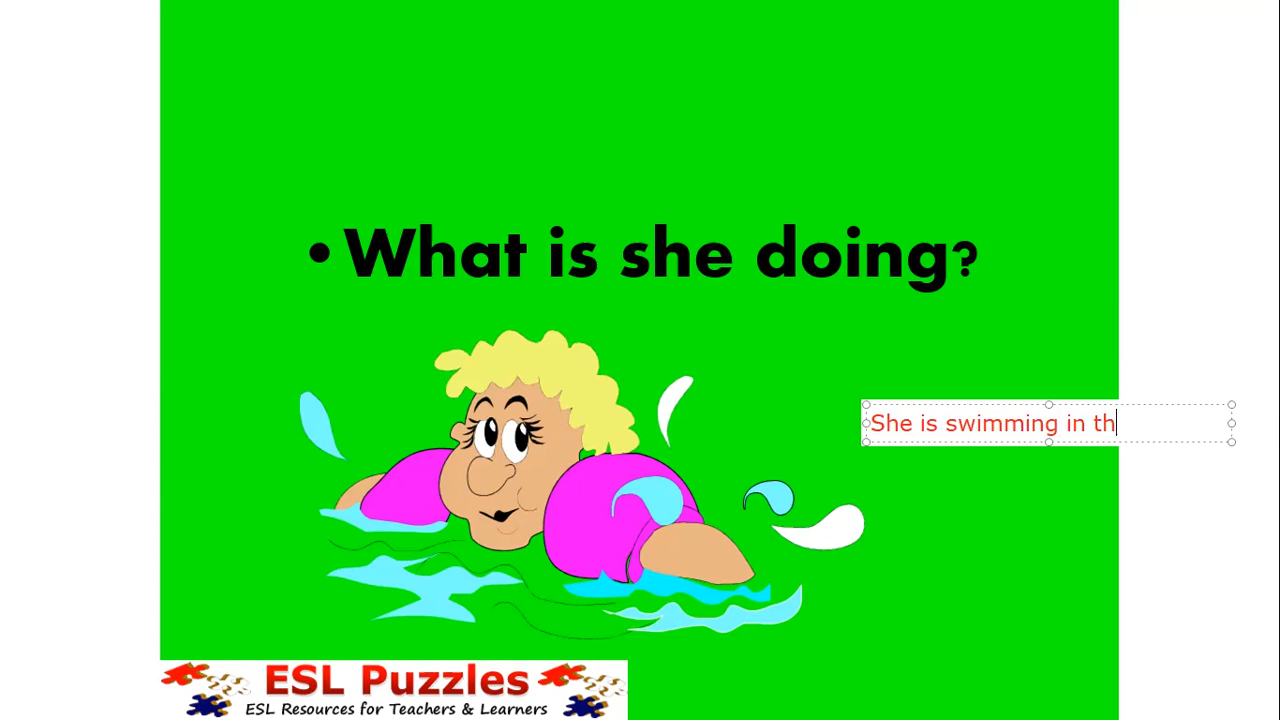 • What is she doing?
She is swimming in th
ESL Puzzles
ESL Resources for Teachers & Learners